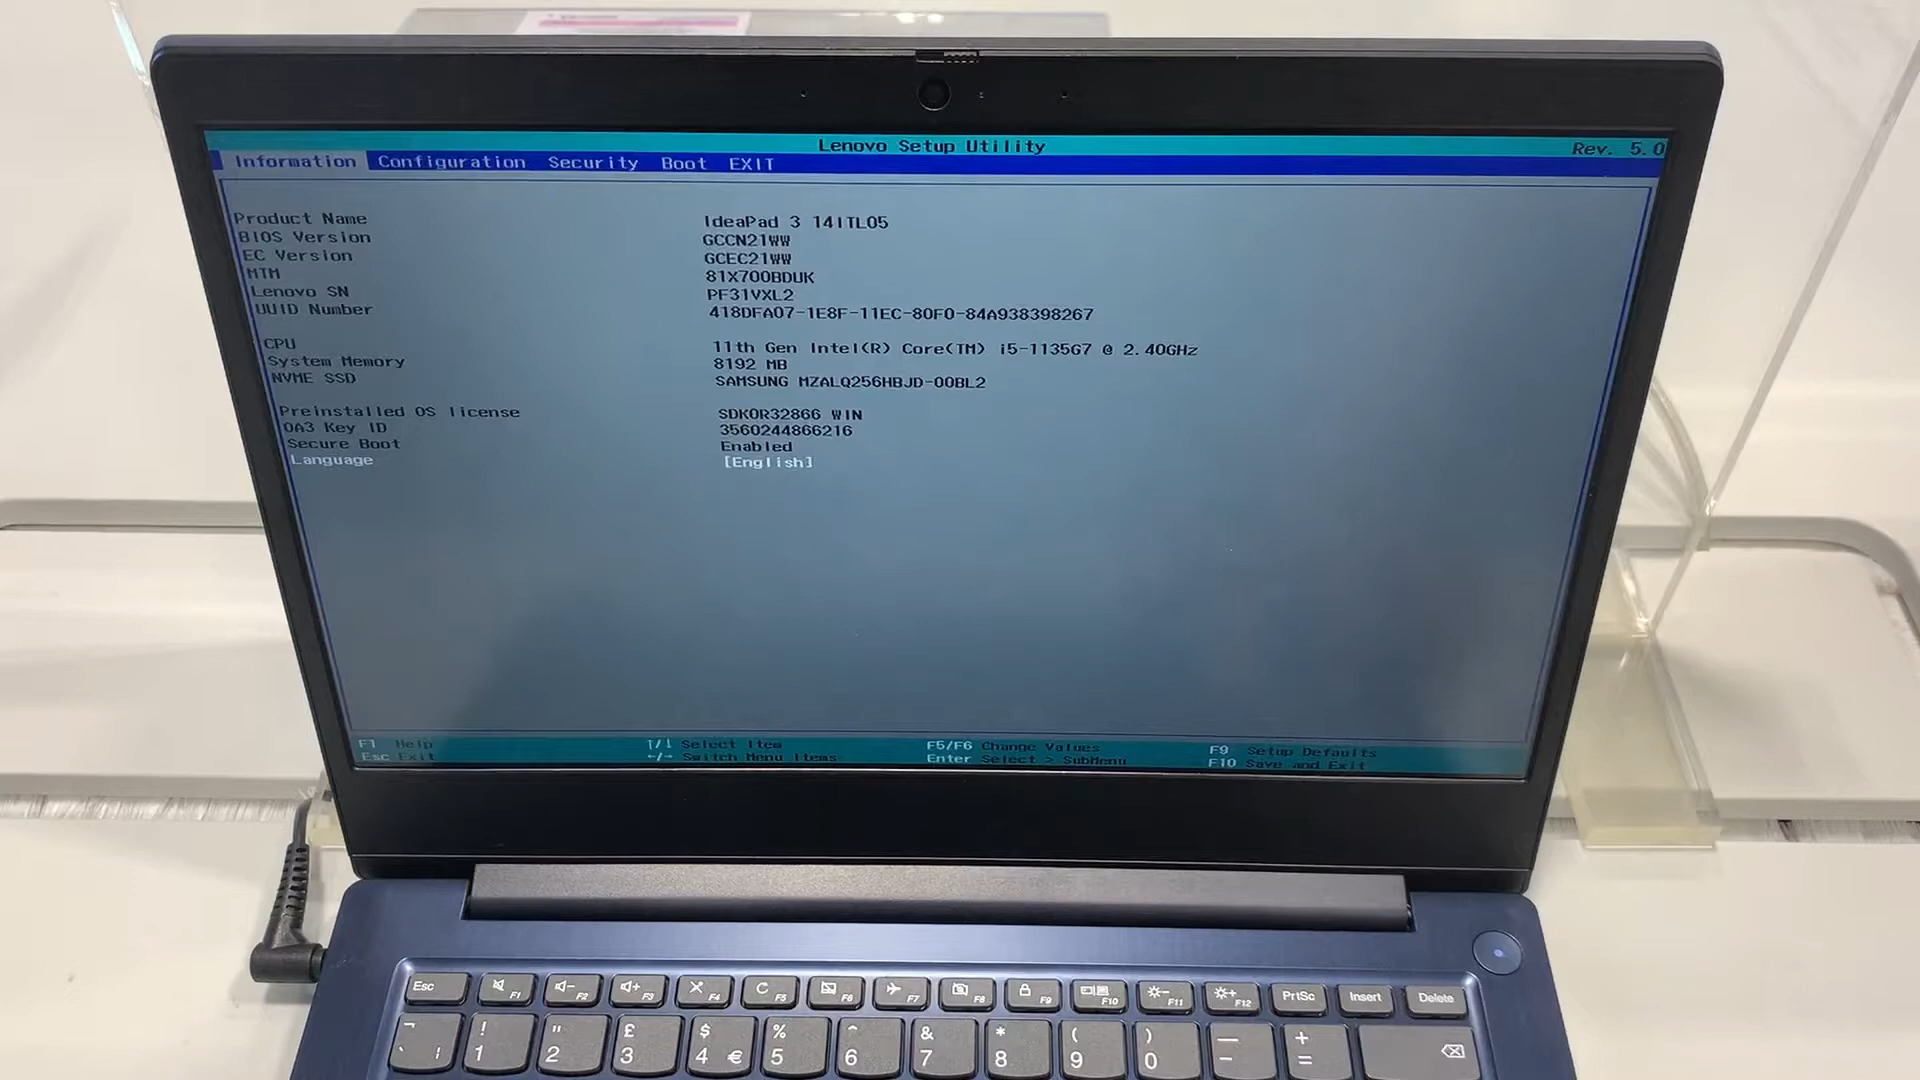 Lenovo Setup Utility
Rev. 5.0
Information Configuration Security Boot EXIT
Product Name IdeaPad 3 14ITL05
BIOS Version GCCN21WW
EC Version GCEC21WW
MTM 81X700BDUK
Lenovo SN PF31VXL2
UUID Number 418DFA07-1E8F-11EC-80F0-84A938398267
CPU 11th Gen Intel(R) Core(TM) i5-1135G7 @ 2.40GHz
System Memory 8192 MB
NVME SSD SAMSUNG MZALQ256HBJD-00BL2
Preinstalled OS license SDK0R32866 WIN
OA3 Key ID 3560244866216
Secure Boot Enabled
Language [English]
F1 Help ↑/↓ Select Item F5/F6 Change Values F9 Setup Defaults
Esc Exit ←/→ Switch Menu Items Enter Select > SubMenu F10 Save and Exit
Esc F1 F2 F3 F4 F5 F6 F7 F8 F9 F10 F11 F12 PrtSc Insert Delete
¬ ! " £ $ % ^ & * ( ) — +
` ¦ 1 2 3 4 € 5 6 7 8 9 0 - =